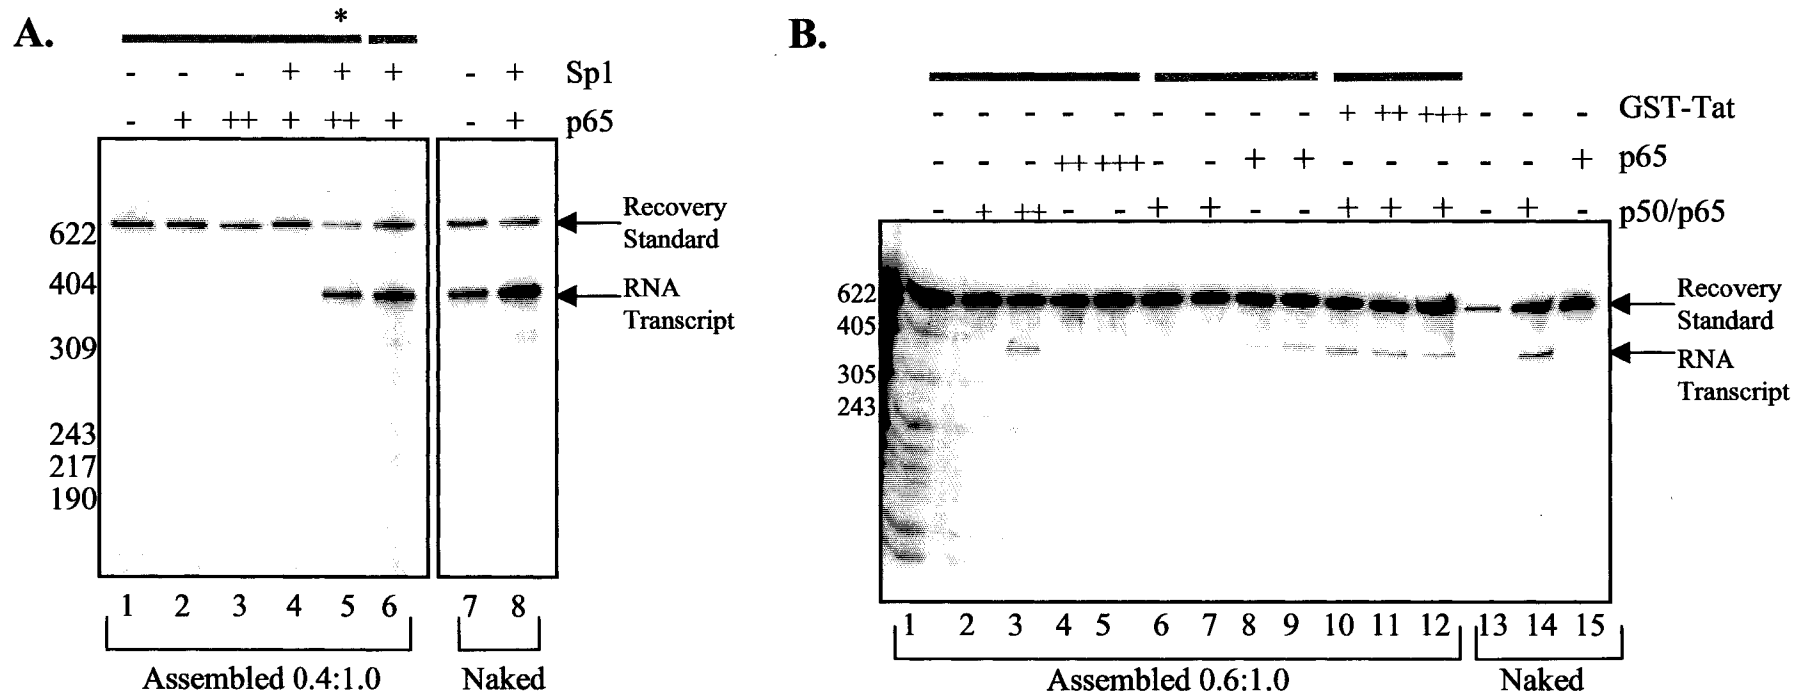 A.
*
- - - + + + - + Sp1
- + ++ + ++ + - + p65
Recovery
Standard
RNA
Transcript
622
404
309
243
217
190
1 2 3 4 5 6 7 8
Assembled 0.4:1.0 Naked
B.
- - - - - - - - - + ++ +++ - - - GST-Tat
- - - ++ +++ - - + + - - - - - + p65
- + ++ - - + + - - + + + - + - p50/p65
622
405
305
243
Recovery
Standard
RNA
Transcript
1 2 3 4 5 6 7 8 9 10 11 12 13 14 15
Assembled 0.6:1.0 Naked